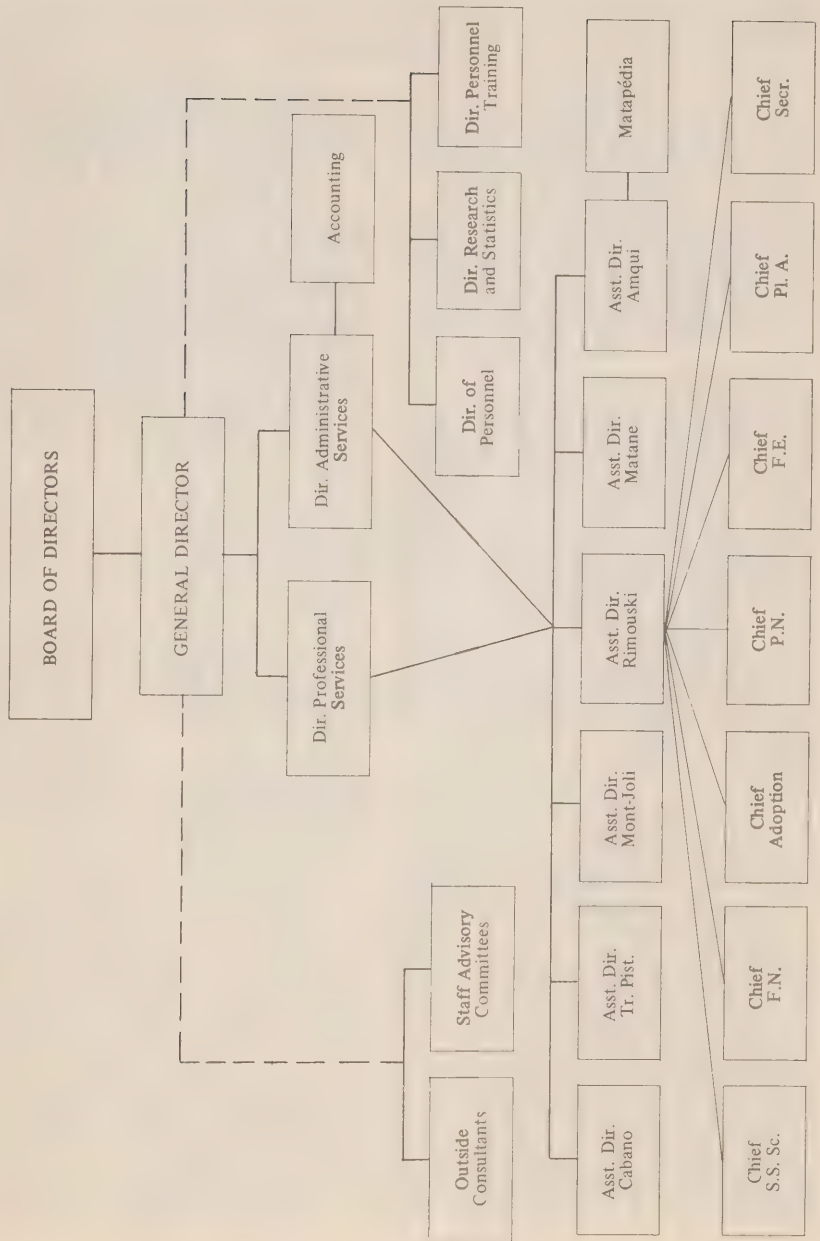 BOARD OF DIRECTORS
GENERAL DIRECTOR
Dir. Professional
Services
Dir. Administrative
Services
Accounting
Outside
Consultants
Staff Advisory
Committees
Dir. of
Personnel
Dir. Research
and Statistics
Dir. Personnel
Training
Asst. Dir.
Cabano
Asst. Dir.
Tr. Pist.
Asst. Dir.
Mont-Joli
Asst. Dir.
Rimouski
Asst. Dir.
Matane
Asst. Dir.
Amqui
Matapédia
Chief
S.S. Sc.
Chief
F.N.
Chief
Adoption
Chief
P.N.
Chief
F.E.
Chief
Pl. A.
Chief
Secr.